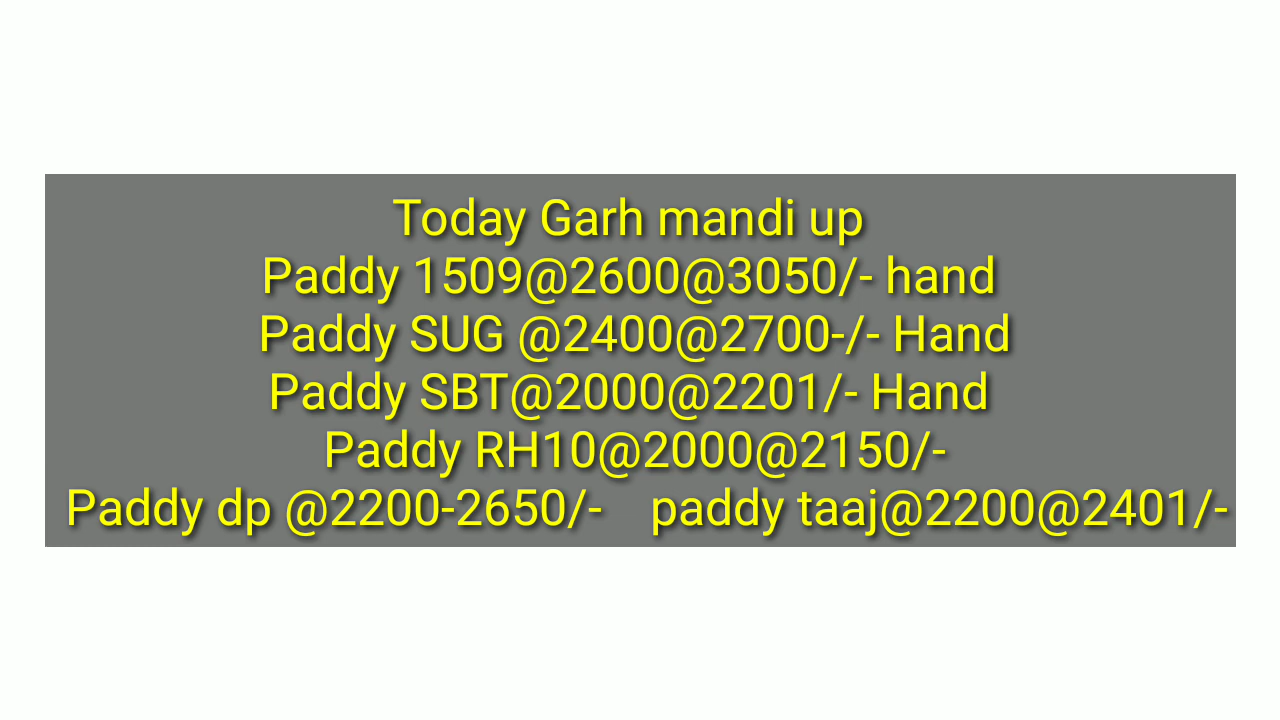 Today Garh mandi up
Paddy 1509@2600@3050/- hand
Paddy SUG @2400@2700-/- Hand
Paddy SBT@2000@2201/- Hand
Paddy RH10@2000@2150/-
Paddy dp @2200-2650/- paddy taaj@2200@2401/-